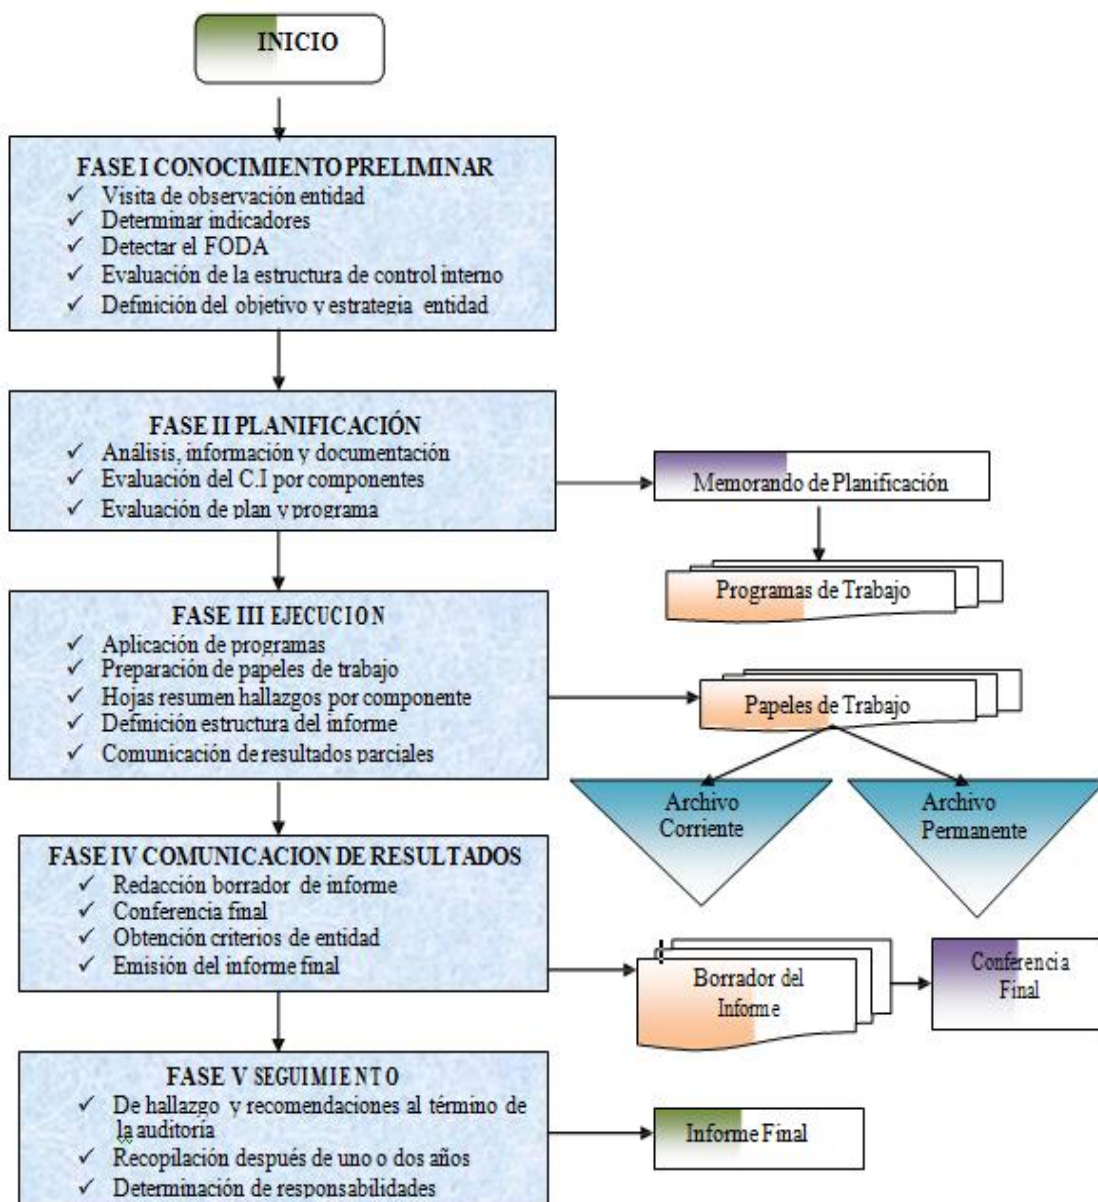 INICIO
FASE I CONOCIMIENTO PRELIMINAR
✓ Visita de observación entidad
✓ Determinar indicadores
✓ Detectar el FODA
✓ Evaluación de la estructura de control interno
✓ Definición del objetivo y estrategia entidad
FASE II PLANIFICACIÓN
✓ Análisis, información y documentación
✓ Evaluación del C.I por componentes
✓ Evaluación de plan y programa
Memorando de Planificación
Programas de Trabajo
FASE III EJECUCION
✓ Aplicación de programas
✓ Preparación de papeles de trabajo
✓ Hojas resumen hallazgos por componente
✓ Definición estructura del informe
✓ Comunicación de resultados parciales
Papeles de Trabajo
Archivo
Corriente
Archivo
Permanente
FASE IV COMUNICACION DE RESULTADOS
✓ Redacción borrador de informe
✓ Conferencia final
✓ Obtención criterios de entidad
✓ Emisión del informe final
Borrador del
Informe
Conferencia
Final
FASE V SEGUIMIENTO
✓ De hallazgo y recomendaciones al término de
la auditoría
✓ Recopilación después de uno o dos años
✓ Determinación de responsabilidades
Informe Final